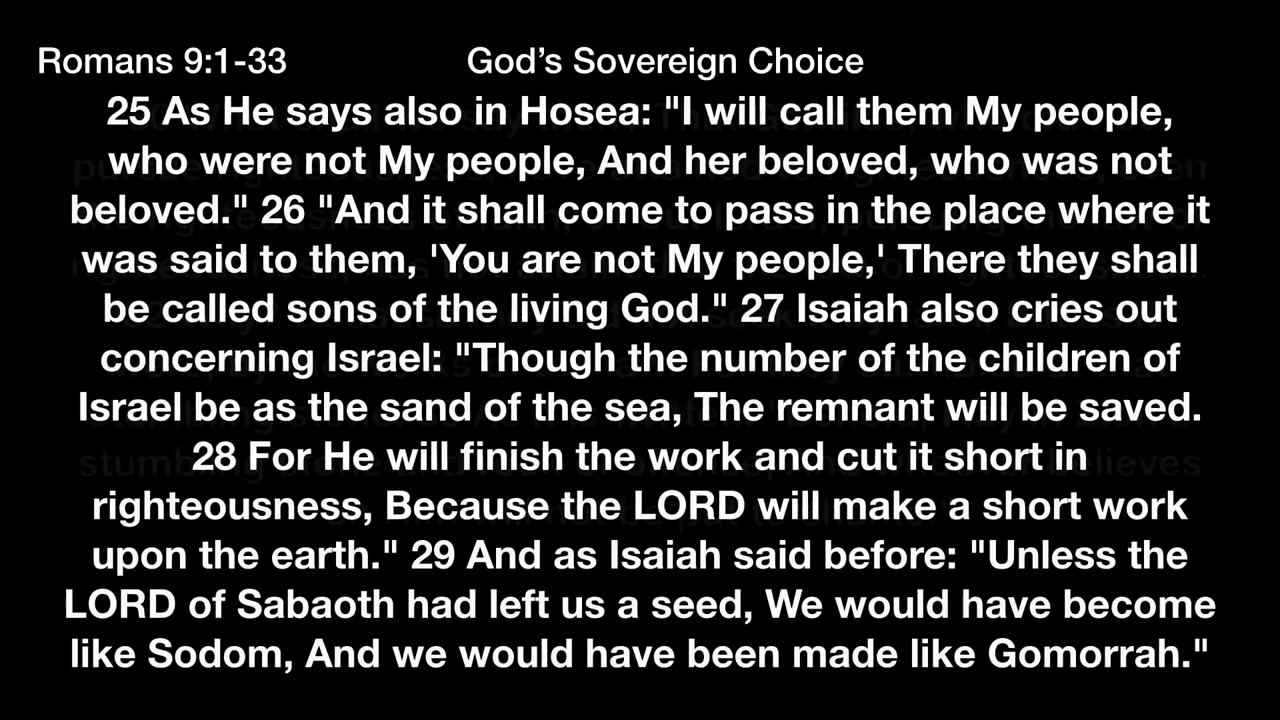 Romans 9:1-33 God’s Sovereign Choice
25 As He says also in Hosea: "I will call them My people,
who were not My people, And her beloved, who was not
beloved." 26 "And it shall come to pass in the place where it
was said to them, 'You are not My people,' There they shall
be called sons of the living God." 27 Isaiah also cries out
concerning Israel: "Though the number of the children of
Israel be as the sand of the sea, The remnant will be saved.
28 For He will finish the work and cut it short in
righteousness, Because the LORD will make a short work
upon the earth." 29 And as Isaiah said before: "Unless the
LORD of Sabaoth had left us a seed, We would have become
like Sodom, And we would have been made like Gomorrah."